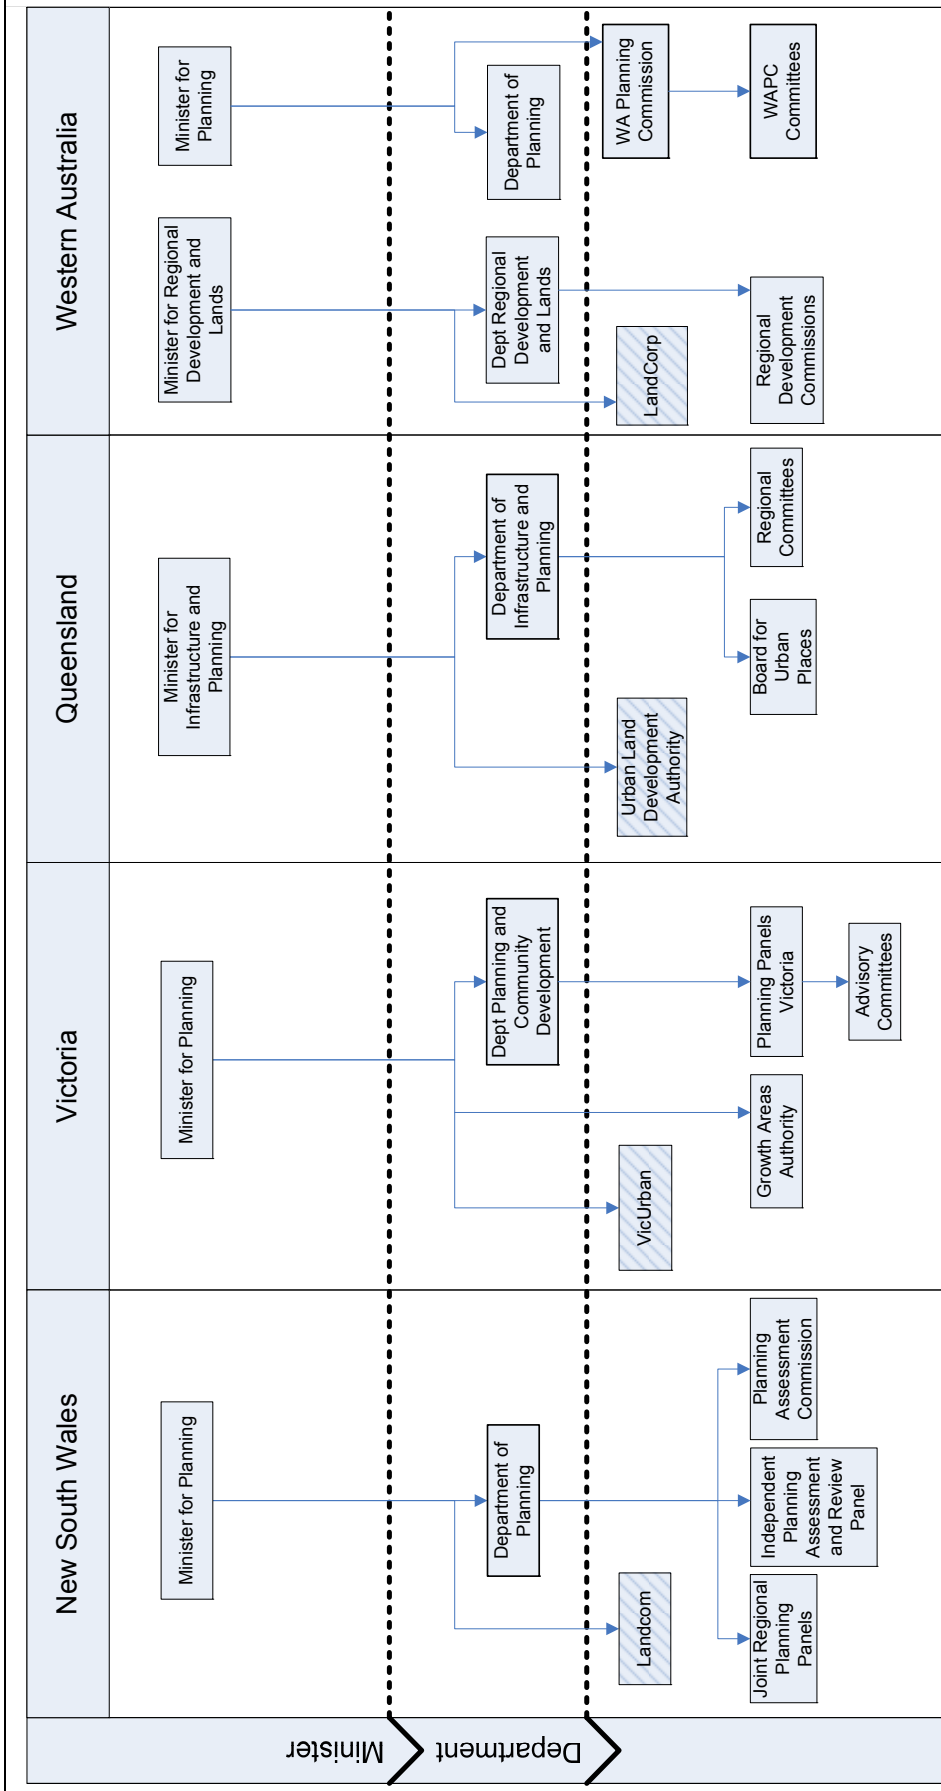 New South Wales
Victoria
Queensland
Western Australia
Minister
Department
Minister for Planning
Department of
Planning
Landcom
Joint Regional
Planning
Panels
Independent
Planning
Assessment
and Review
Panel
Planning
Assessment
Commission
Minister for Planning
Dept Planning and
Community
Development
VicUrban
Growth Areas
Authority
Planning Panels
Victoria
Advisory
Committees
Minister for
Infrastructure and
Planning
Department of
Infrastructure and
Planning
Urban Land
Development
Authority
Board for
Urban
Places
Regional
Committees
Minister for Regional
Development and
Lands
Minister for
Planning
Dept Regional
Development
and Lands
Department of
Planning
LandCorp
WA Planning
Commission
Regional
Development
Commissions
WAPC
Committees